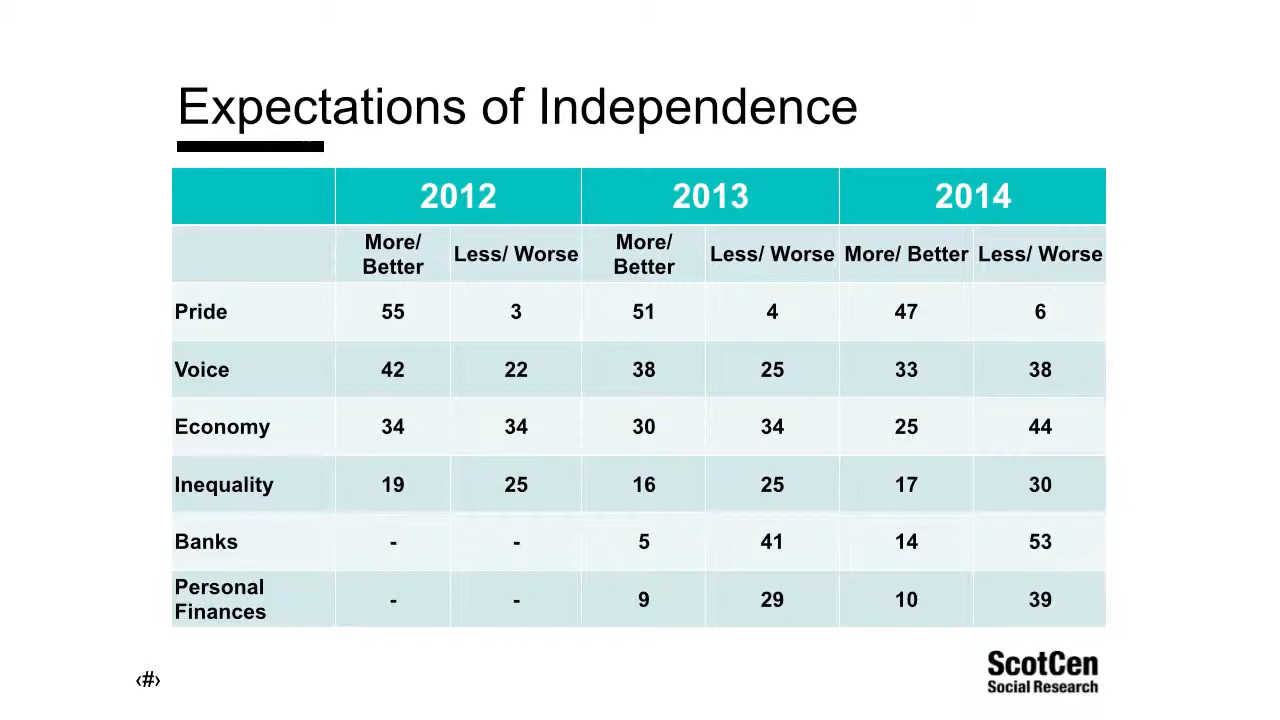 Expectations of Independence
2012 2013 2014
More/ Better Less/ Worse More/ Better Less/ Worse More/ Better Less/ Worse
Pride 55 3 51 4 47 6
Voice 42 22 38 25 33 38
Economy 34 34 30 34 25 44
Inequality 19 25 16 25 17 30
Banks - - 5 41 14 53
Personal Finances - - 9 29 10 39
‹#›
ScotCen
Social Research